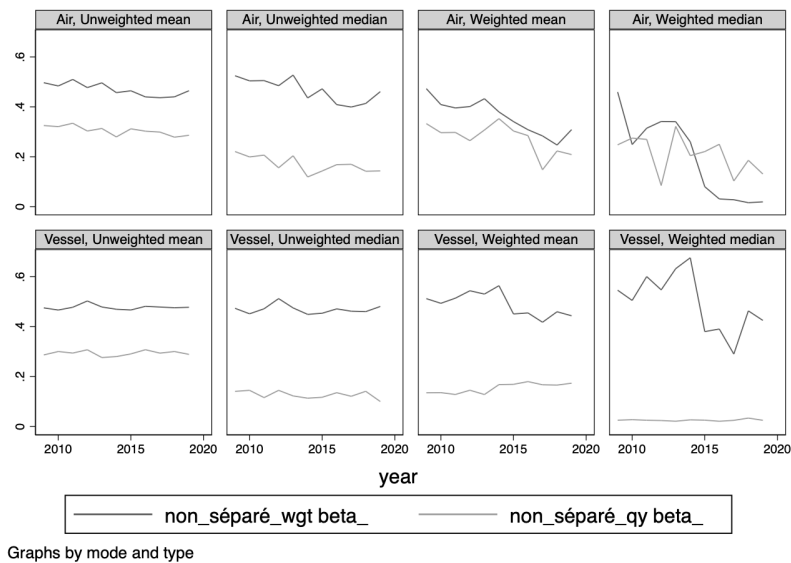 Air, Unweighted mean
Air, Unweighted median
Air, Weighted mean
Air, Weighted median
.6
.4
.2
0
Vessel, Unweighted mean
Vessel, Unweighted median
Vessel, Weighted mean
Vessel, Weighted median
.6
.4
.2
0
2010 2015 2020
2010 2015 2020
2010 2015 2020
2010 2015 2020
year
non_séparé_wgt beta_
non_séparé_qy beta_
Graphs by mode and type